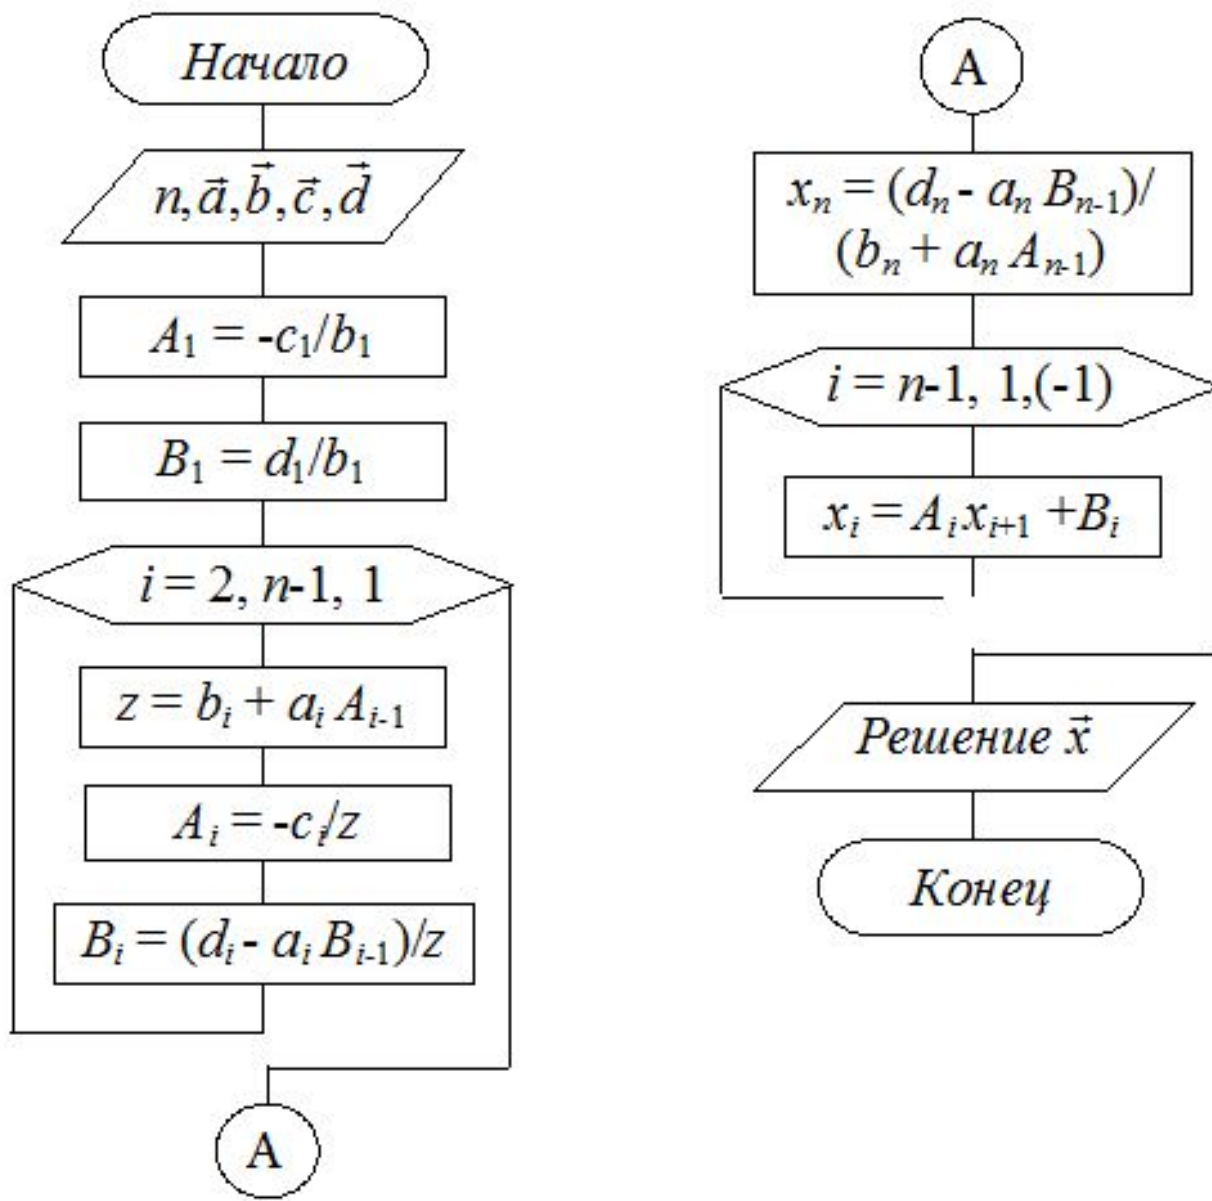 Начало
n, a⃗, b⃗, c⃗, d⃗
A₁ = -c₁/b₁
B₁ = d₁/b₁
i = 2, n-1, 1
z = bᵢ + aᵢ Aᵢ₋₁
Aᵢ = -cᵢ/z
Bᵢ = (dᵢ - aᵢ Bᵢ₋₁)/z
A
A
xₙ = (dₙ - aₙ Bₙ₋₁)/
(bₙ + aₙ Aₙ₋₁)
i = n-1, 1,(-1)
xᵢ = Aᵢ xᵢ₊₁ +Bᵢ
Решение x⃗
Конец